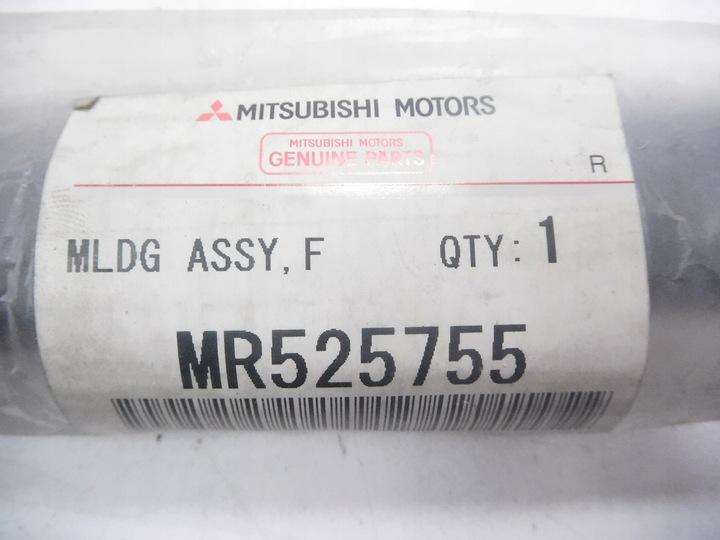 MITSUBISHI MOTORS
MITSUBISHI MOTORS
GENUINE PARTS
R
MLDG ASSY,F QTY: 1
MR525755